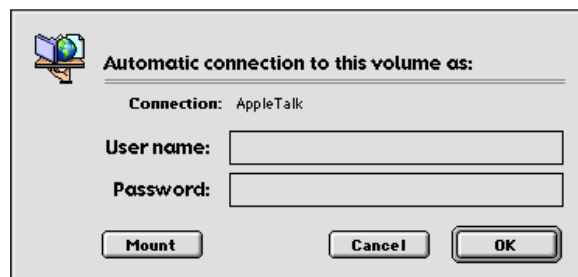 Automatic connection to this volume as:
Connection: AppleTalk
User name:
Password:
Mount Cancel OK